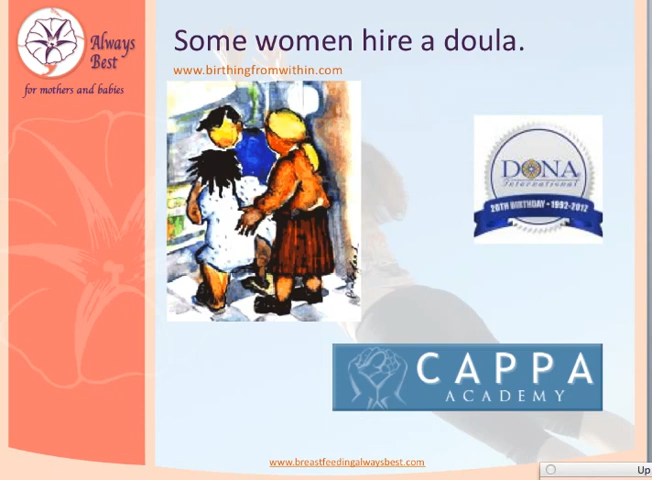 Always
Best
for mothers and babies
Some women hire a doula.
www.birthingfromwithin.com
DONA
International
20TH BIRTHDAY • 1992-2012
CAPPA
ACADEMY
www.breastfeedingalwaysbest.com
Up